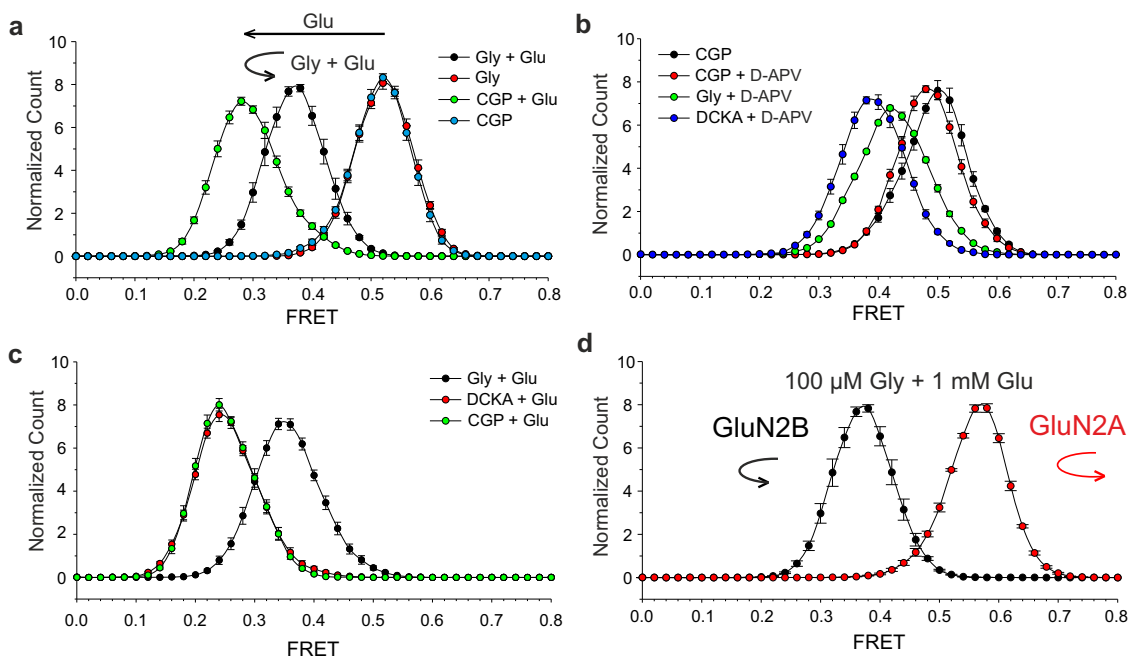 a
Glu
Gly + Glu
Gly + Glu
Gly
CGP + Glu
CGP
Normalized Count
10
8
6
4
2
0
0.0 0.1 0.2 0.3 0.4 0.5 0.6 0.7 0.8
FRET
b
CGP
CGP + D-APV
Gly + D-APV
DCKA + D-APV
Normalized Count
10
8
6
4
2
0
0.0 0.1 0.2 0.3 0.4 0.5 0.6 0.7 0.8
FRET
c
Gly + Glu
DCKA + Glu
CGP + Glu
Normalized Count
10
8
6
4
2
0
0.0 0.1 0.2 0.3 0.4 0.5 0.6 0.7 0.8
FRET
d
100 µM Gly + 1 mM Glu
GluN2B
GluN2A
Normalized Count
10
8
6
4
2
0
0.0 0.1 0.2 0.3 0.4 0.5 0.6 0.7 0.8
FRET